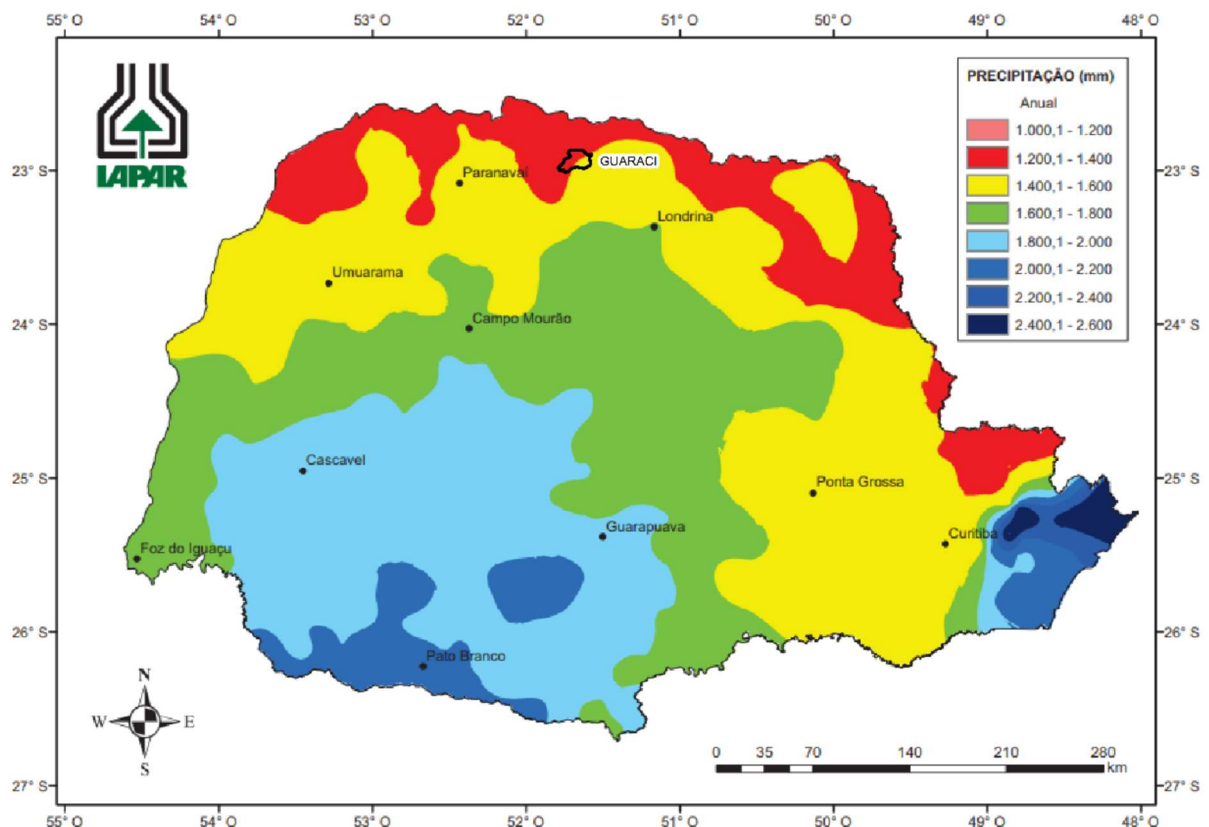 55° O 54° O 53° O 52° O 51° O 50° O 49° O 48° O
IAPAR
PRECIPITAÇÃO (mm)
Anual
1.000,1 - 1.200
1.200,1 - 1.400
1.400,1 - 1.600
1.600,1 - 1.800
1.800,1 - 2.000
2.000,1 - 2.200
2.200,1 - 2.400
2.400,1 - 2.600
23° S
GUARACI
23° S
Paranavaí
Londrina
Umuarama
24° S
Campo Mourão
24° S
Cascavel
25° S
Ponta Grossa
25° S
Guarapuava
Curitiba
Foz do Iguaçu
26° S
26° S
Pato Branco
N
W E
S
0 35 70 140 210 280
km
27° S
27° S
55° O 54° O 53° O 52° O 51° O 50° O 49° O 48° O